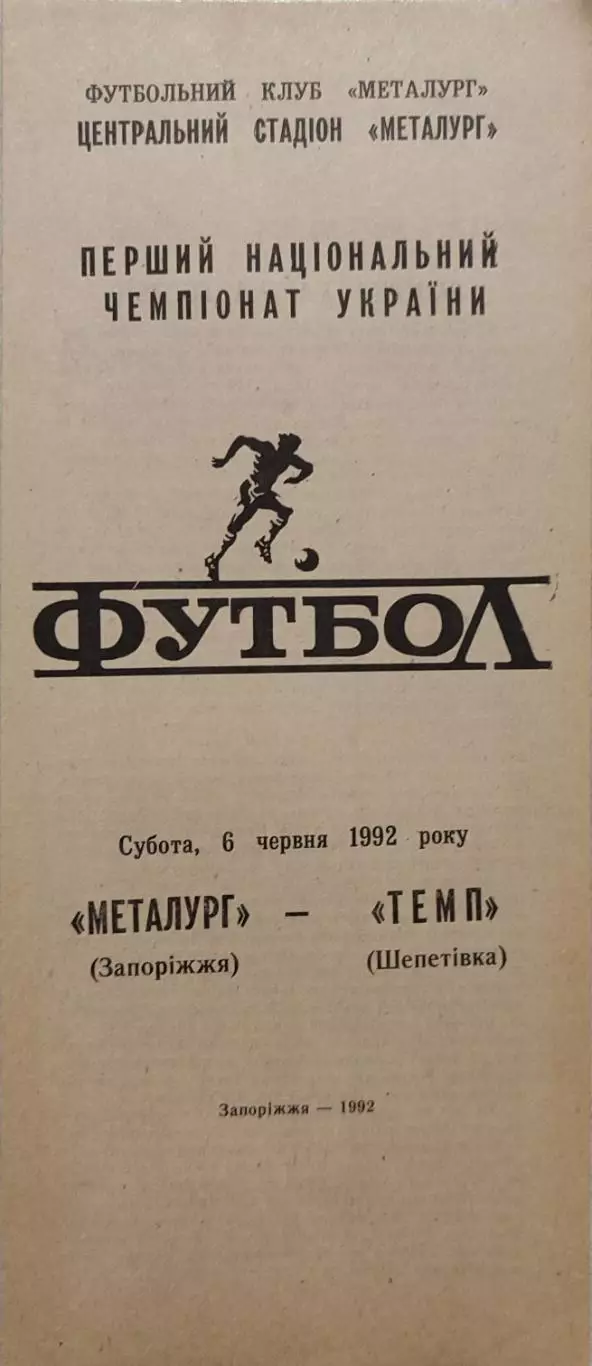 ФУТБОЛЬНИЙ КЛУБ «МЕТАЛУРГ»
ЦЕНТРАЛЬНИЙ СТАДІОН «МЕТАЛУРГ»
ПЕРШИЙ НАЦІОНАЛЬНИЙ
ЧЕМПІОНАТ УКРАЇНИ
ФУТБОЛ
Субота, 6 червня 1992 року
«МЕТАЛУРГ» — «ТЕМП»
(Запоріжжя) (Шепетівка)
Запоріжжя — 1992